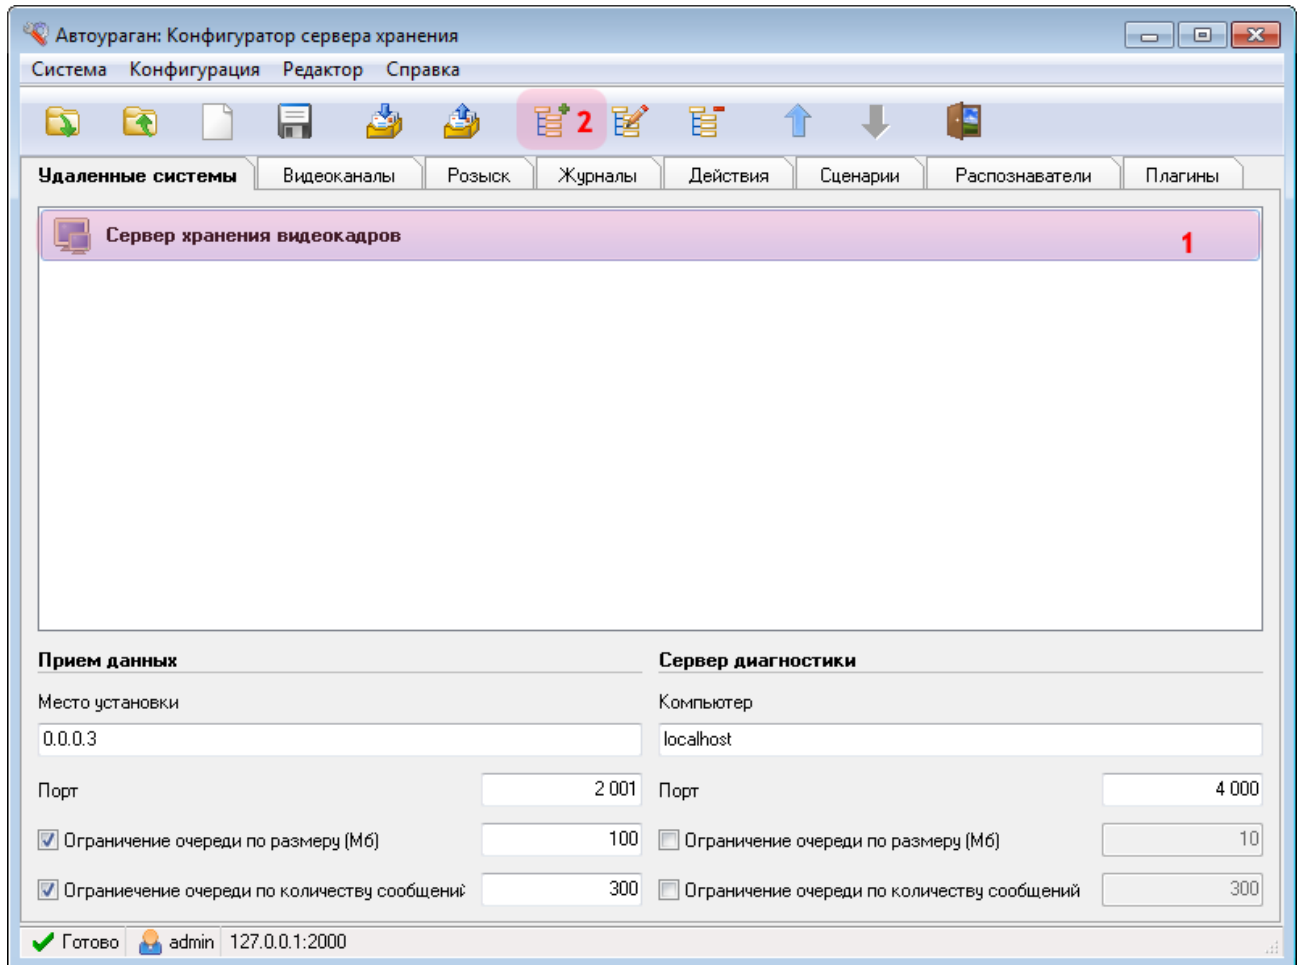 Автоураган: Конфигуратор сервера хранения
Система Конфигурация Редактор Справка
2
Удаленные системы Видеоканалы Розыск Журналы Действия Сценарии Распознаватели Плагины
Сервер хранения видеокадров 1
Прием данных Сервер диагностики
Место установки Компьютер
0.0.0.3 localhost
Порт 2 001 Порт 4 000
Ограничение очереди по размеру (Мб) 100 Ограничение очереди по размеру (Мб) 10
Ограниечение очереди по количеству сообщений 300 Ограничение очереди по количеству сообщений 300
Готово admin 127.0.0.1:2000